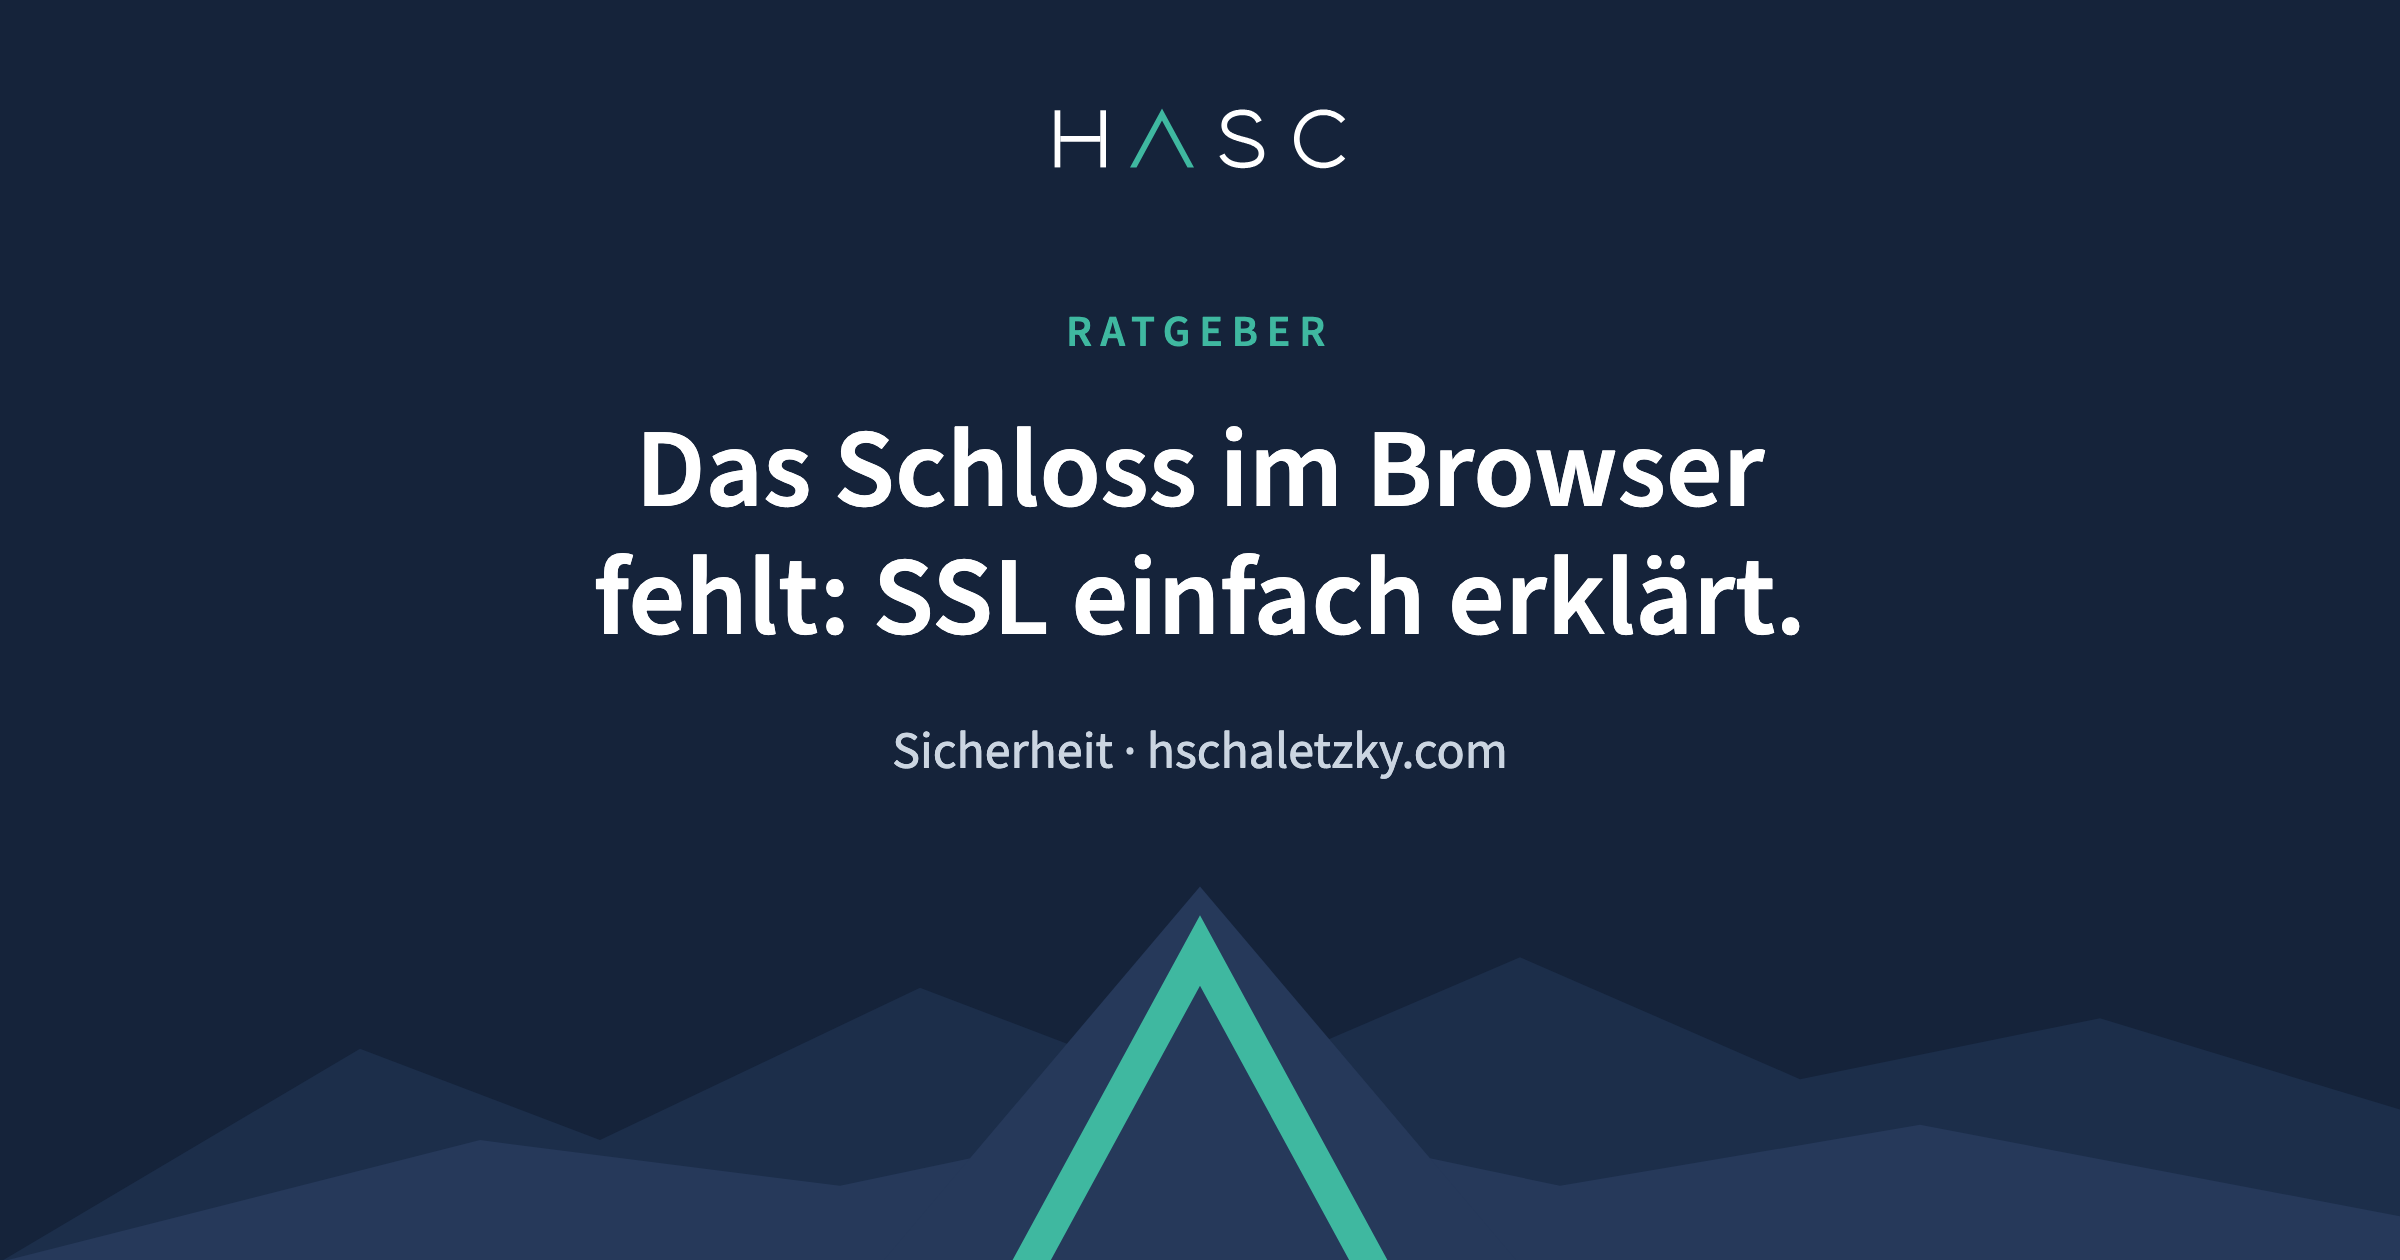 HASC
RATGEBER
Das Schloss im Browser
fehlt: SSL einfach erklärt.
Sicherheit · hschaletzky.com